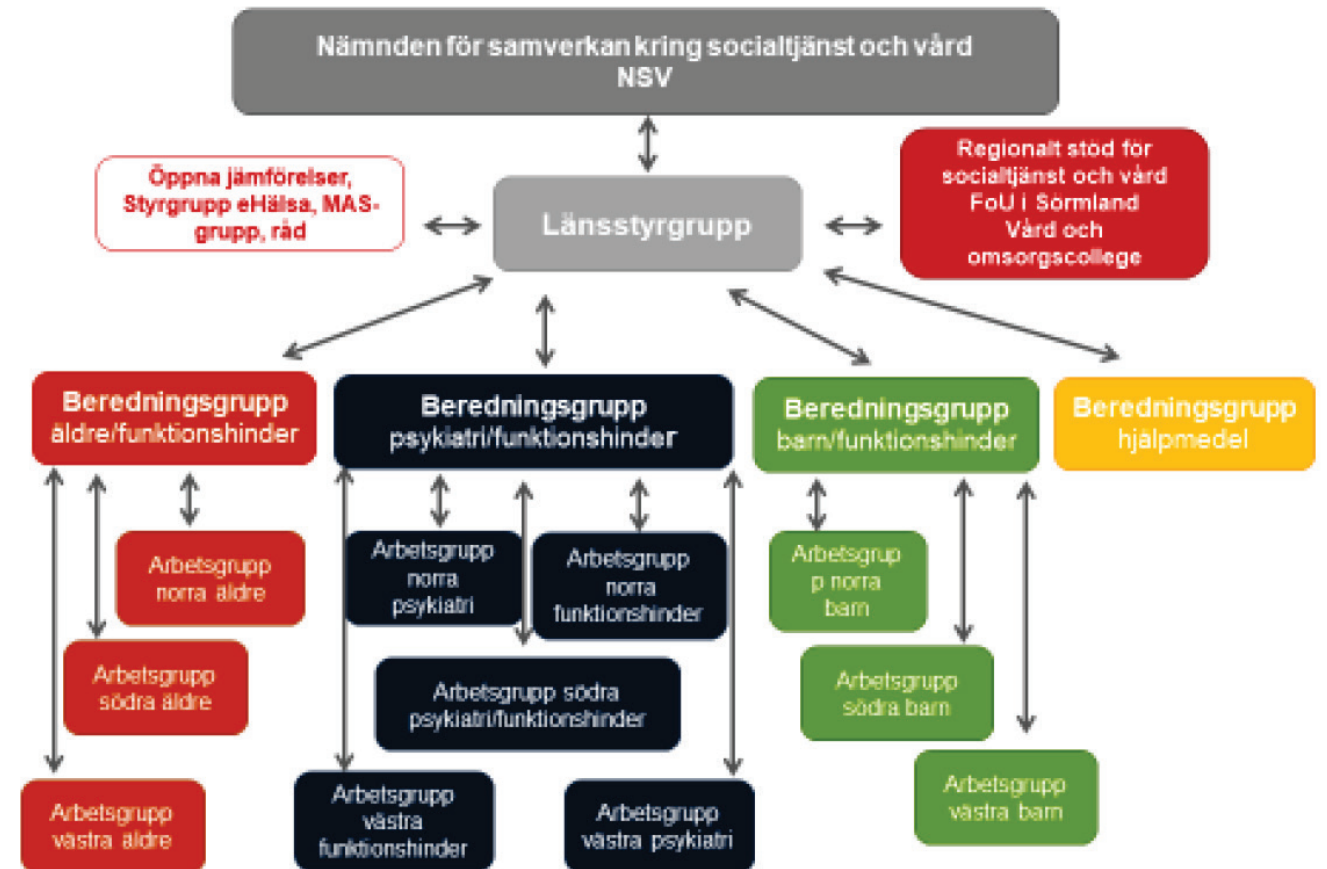 Nämnden för samverkan kring socialtjänst och vård
NSV
Öppna jämförelser,
Styrgrupp eHälsa, MAS-
grupp, råd
Länsstyrgrupp
Regionalt stöd för
socialtjänst och vård
FoU i Sörmland
Vård och
omsorgscollege
Beredningsgrupp
äldre/funktionshinder
Beredningsgrupp
psykiatri/funktionshinder
Beredningsgrupp
barn/funktionshinder
Beredningsgrupp
hjälpmedel
Arbetsgrupp
norra äldre
Arbetsgrupp
norra
psykiatri
Arbetsgrupp
norra
funktionshinder
Arbetsgrup
p norra
barn
Arbetsgrupp
södra äldre
Arbetsgrupp södra
psykiatri/funktionshinder
Arbetsgrupp
södra barn
Arbetsgrupp
västra äldre
Arbetsgrupp
västra
funktionshinder
Arbetsgrupp
västra psykiatri
Arbetsgrupp
västra barn